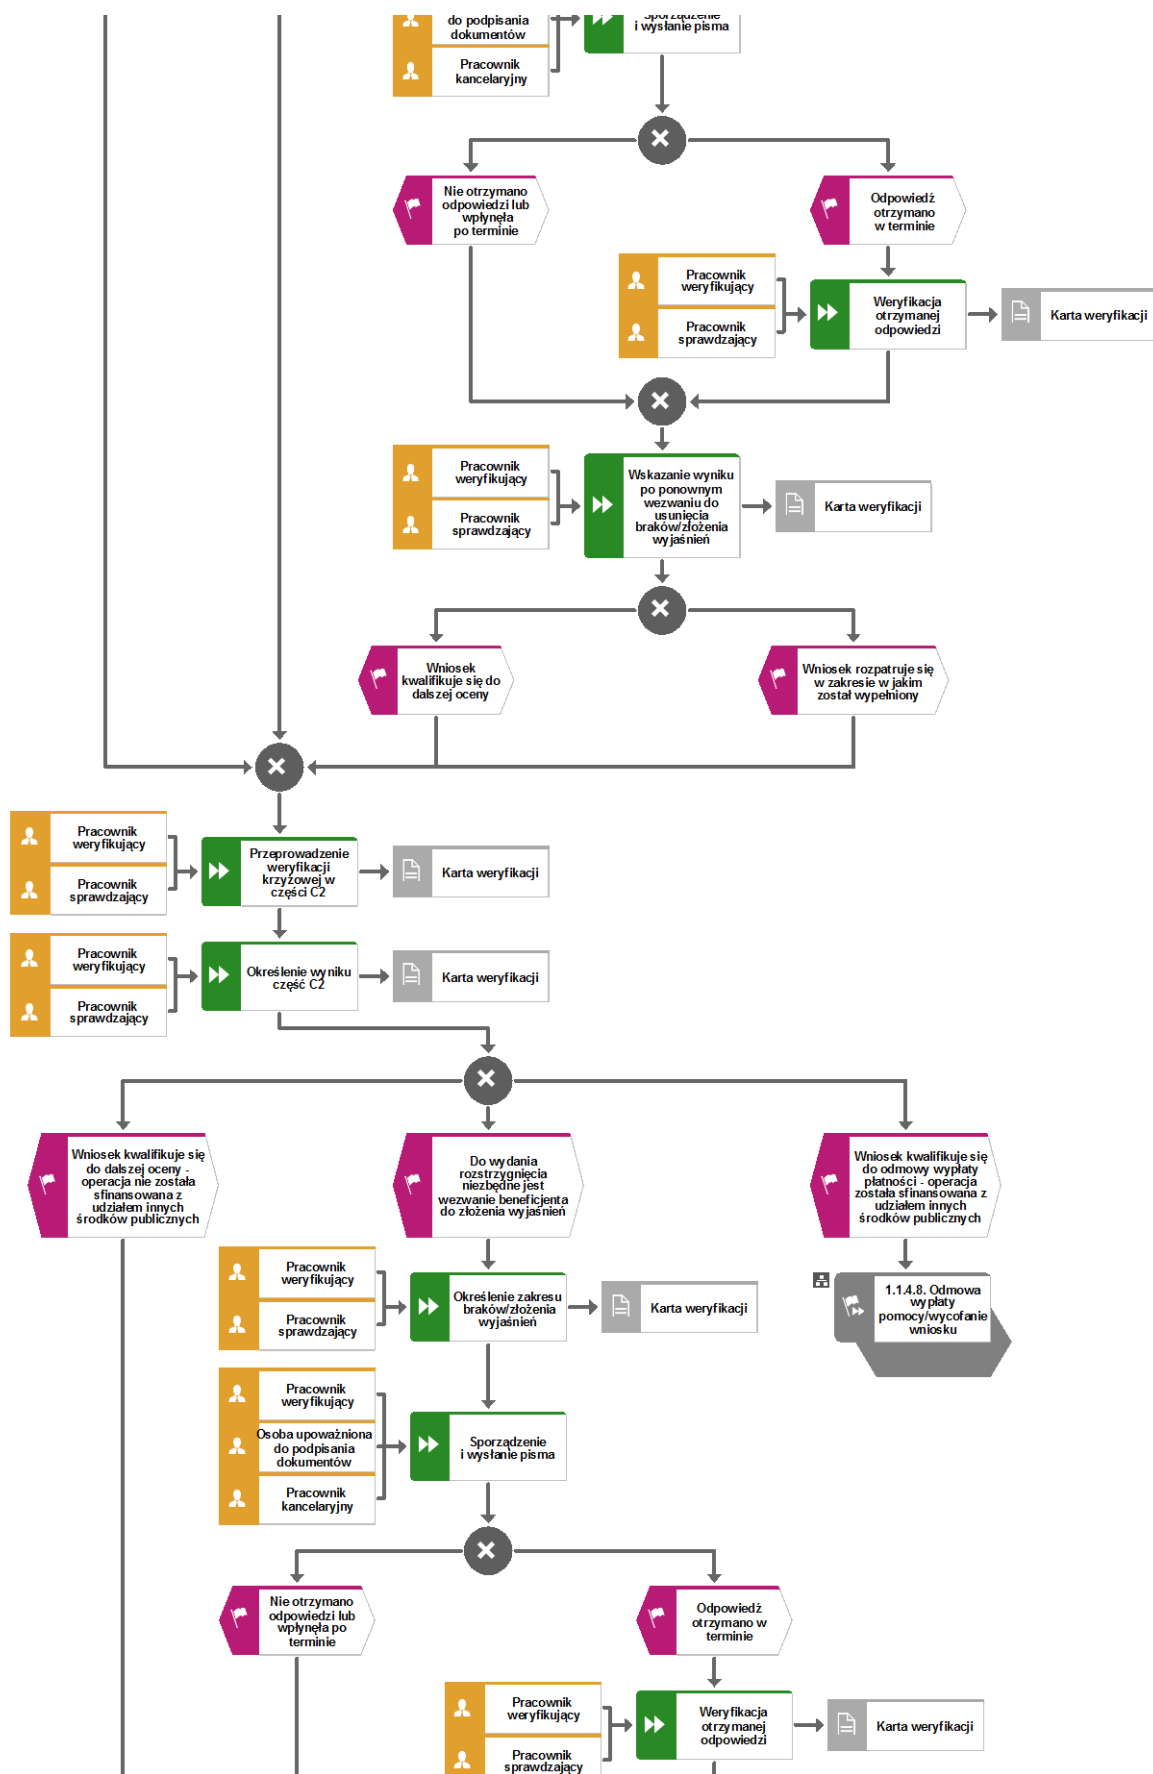 do podpisania
dokumentów
Sporządzenie
i wysłanie pisma
Pracownik
kancelaryjny
Nie otrzymano
odpowiedzi lub
wpłynęła
po terminie
Odpowiedź
otrzymano
w terminie
Pracownik
weryfikujący
Pracownik
sprawdzający
Weryfikacja
otrzymanej
odpowiedzi
Karta weryfikacji
Pracownik
weryfikujący
Pracownik
sprawdzający
Wskazanie wyniku
po ponownym
wezwaniu do
usunięcia
braków/złożenia
wyjaśnień
Karta weryfikacji
Wniosek
kwalifikuje się do
dalszej oceny
Wniosek rozpatruje się
w zakresie w jakim
został wypełniony
Pracownik
weryfikujący
Pracownik
sprawdzający
Przeprowadzenie
weryfikacji
krzyżowej w
części C2
Karta weryfikacji
Pracownik
weryfikujący
Pracownik
sprawdzający
Określenie wyniku
część C2
Karta weryfikacji
Wniosek kwalifikuje się
do dalszej oceny -
operacja nie została
sfinansowana z
udziałem innych
środków publicznych
Do wydania
rozstrzygnięcia
niezbędne jest
wezwanie beneficjenta
do złożenia wyjaśnień
Wniosek kwalifikuje się
do odmowy wypłaty
płatności - operacja
została sfinansowana z
udziałem innych
środków publicznych
Pracownik
weryfikujący
Pracownik
sprawdzający
Określenie zakresu
braków/złożenia
wyjaśnień
Karta weryfikacji
1.1.4.8. Odmowa
wypłaty
pomocy/wycofanie
wniosku
Pracownik
weryfikujący
Osoba upoważniona
do podpisania
dokumentów
Pracownik
kancelaryjny
Sporządzenie
i wysłanie pisma
Nie otrzymano
odpowiedzi lub
wpłynęła po
terminie
Odpowiedź
otrzymano w
terminie
Pracownik
weryfikujący
Pracownik
sprawdzający
Weryfikacja
otrzymanej
odpowiedzi
Karta weryfikacji